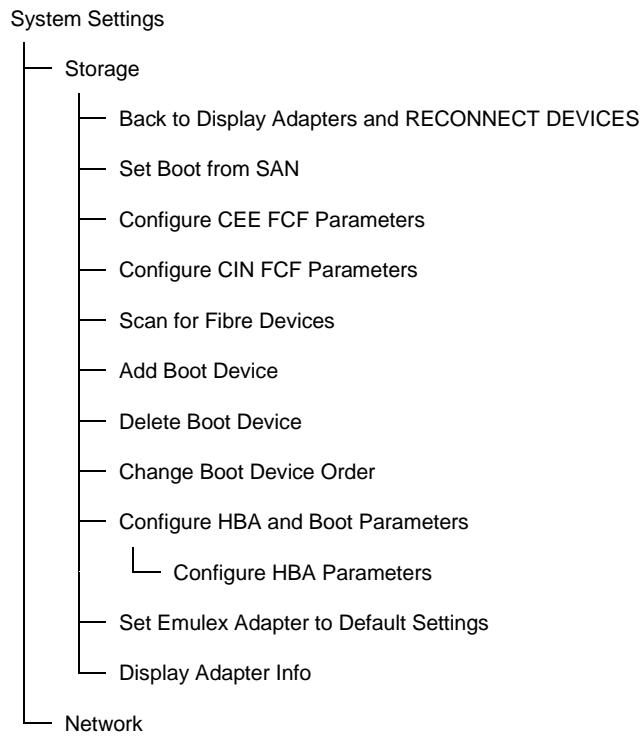 System Settings
Storage
Back to Display Adapters and RECONNECT DEVICES
Set Boot from SAN
Configure CEE FCF Parameters
Configure CIN FCF Parameters
Scan for Fibre Devices
Add Boot Device
Delete Boot Device
Change Boot Device Order
Configure HBA and Boot Parameters
Configure HBA Parameters
Set Emulex Adapter to Default Settings
Display Adapter Info
Network